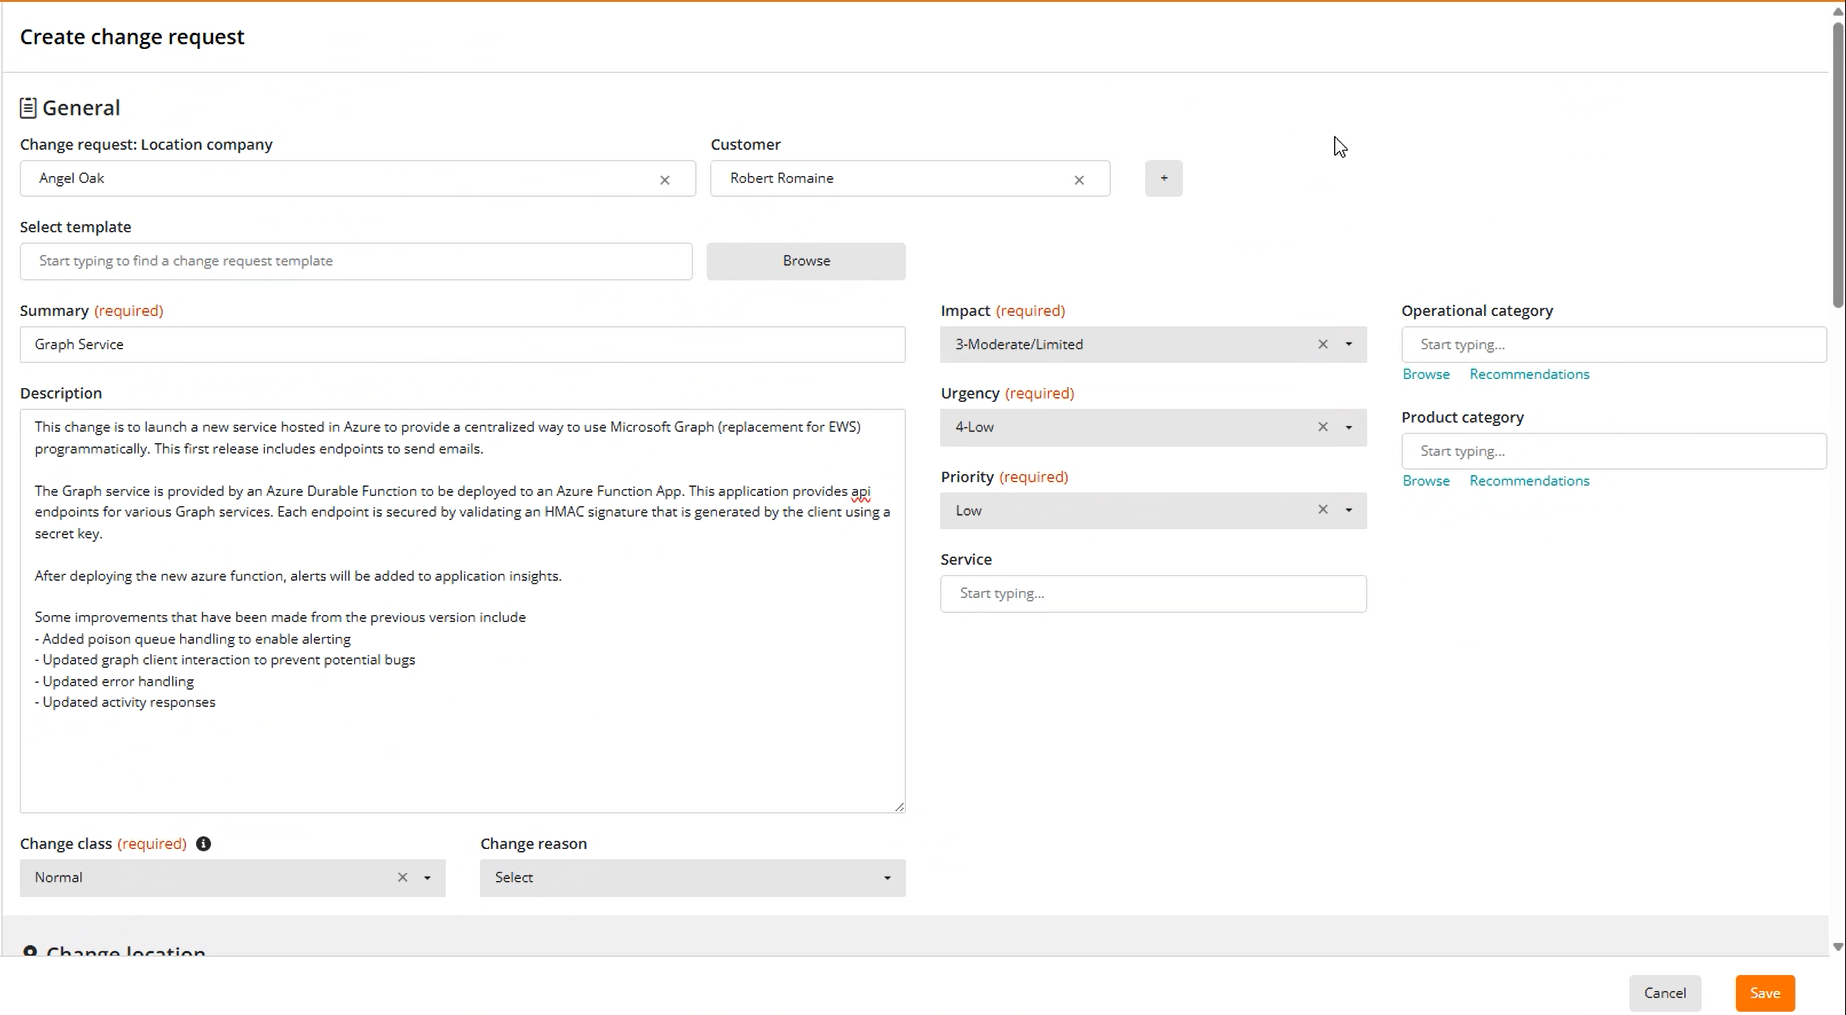 Create change request
General
Change request: Location company
Customer
Angel Oak
Robert Romaine
+
Select template
Start typing to find a change request template
Browse
Summary (required)
Graph Service
Impact (required)
3-Moderate/Limited
Operational category
Start typing...
Browse Recommendations
Description
This change is to launch a new service hosted in Azure to provide a centralized way to use Microsoft Graph (replacement for EWS)
programmatically. This first release includes endpoints to send emails.
The Graph service is provided by an Azure Durable Function to be deployed to an Azure Function App. This application provides api
endpoints for various Graph services. Each endpoint is secured by validating an HMAC signature that is generated by the client using a
secret key.
After deploying the new azure function, alerts will be added to application insights.
Some improvements that have been made from the previous version include
- Added poison queue handling to enable alerting
- Updated graph client interaction to prevent potential bugs
- Updated error handling
- Updated activity responses
Urgency (required)
4-Low
Priority (required)
Low
Service
Start typing...
Product category
Start typing...
Browse Recommendations
Change class (required)
Normal
Change reason
Select
Change location
Cancel
Save